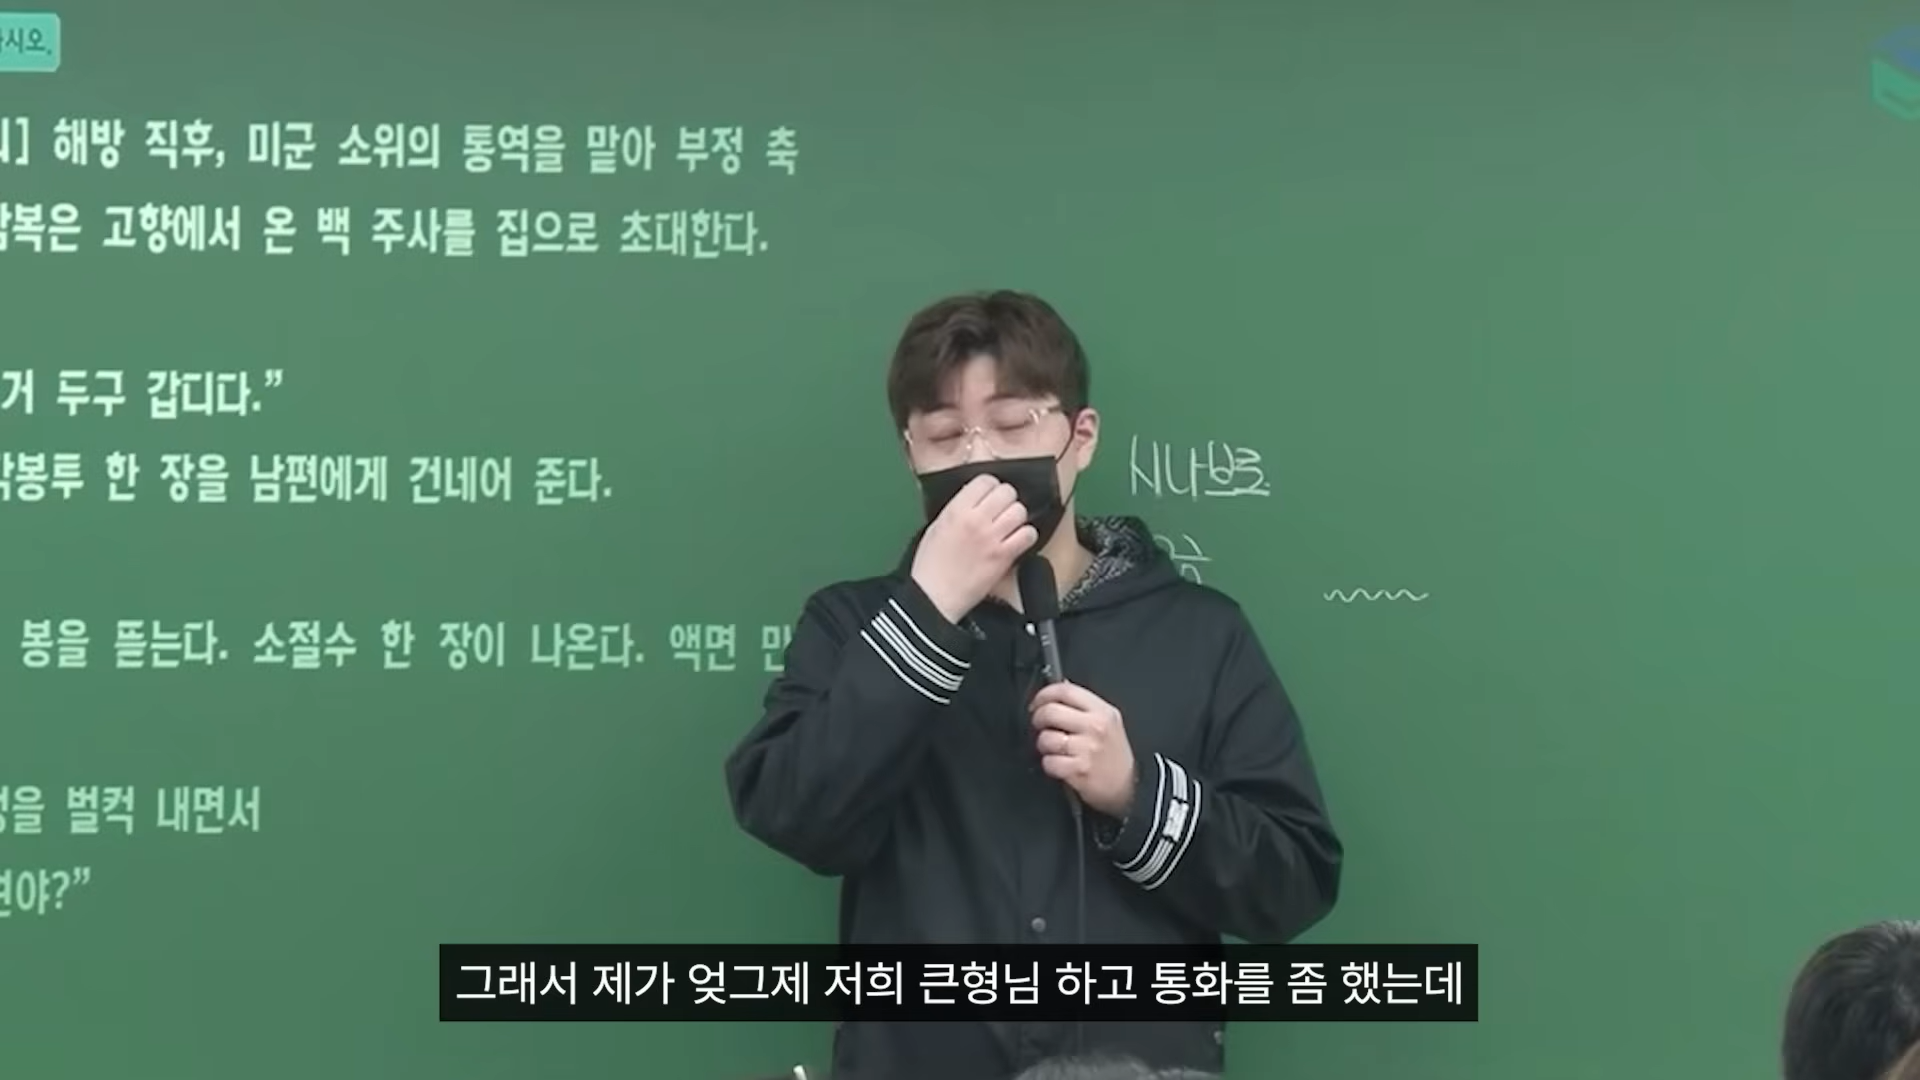 시오.
] 해방 직후, 미군 소위의 통역을 맡아 부정 축
복은 고향에서 온 백 주사를 집으로 초대한다.
거 두구 갑디다.”
봉투 한 장을 남편에게 건네어 준다.
봉을 뜯는다. 소절수 한 장이 나온다. 액면 만
을 벌컥 내면서
야?”
시나브로
금
그래서 제가 엊그제 저희 큰형님 하고 통화를 좀 했는데